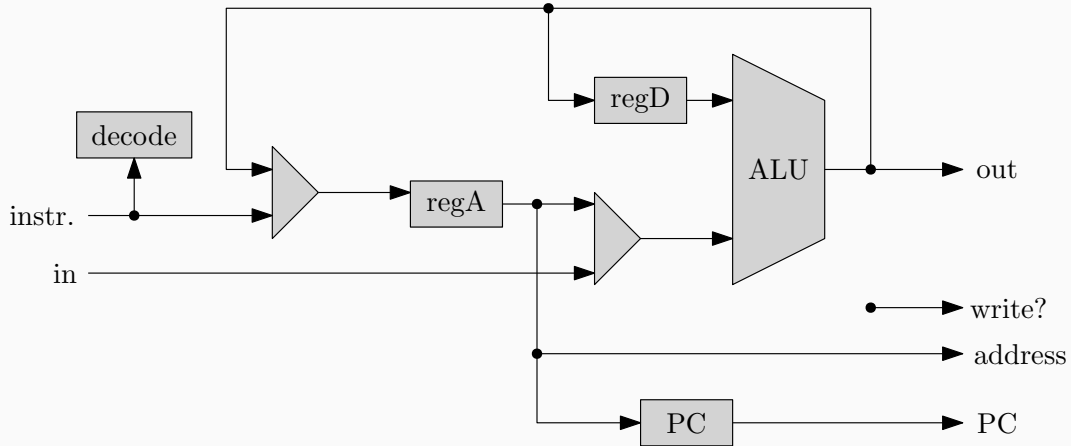 regD
decode
ALU
out
regA
instr.
in
write?
address
PC
PC